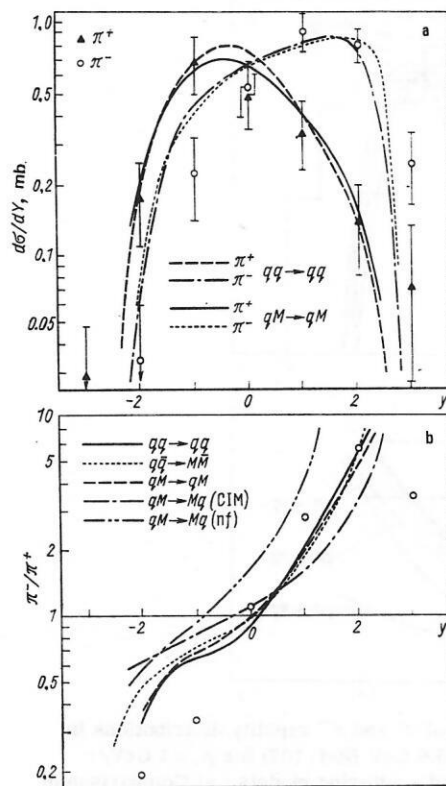 a
▲ π⁺
○ π⁻
dσ/dY, mb.
1.0
0,5
0,2
0.1
0.05
π⁺
π⁻ qq→qq
π⁺
π⁻ qM→qM
-2 0 2 y
b
π⁻/π⁺
10
5
1
0.5
0.2
qq→qq
qq̄→MM̄
qM→qM
qM→Mq (CIM)
qM→Mq (nf)
-2 0 2 y